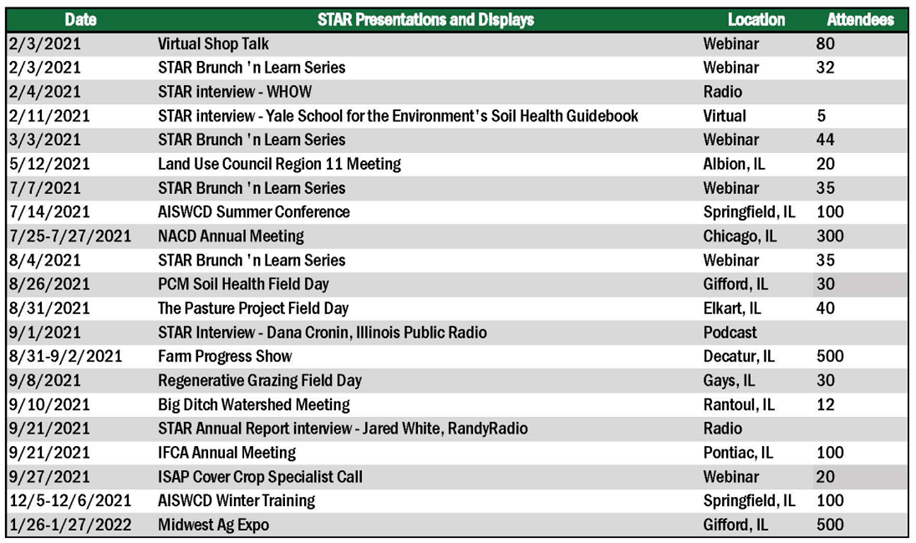 Date STAR Presentations and Displays Location Attendees
2/3/2021 Virtual Shop Talk Webinar 80
2/3/2021 STAR Brunch 'n Learn Series Webinar 32
2/4/2021 STAR interview - WHOW Radio
2/11/2021 STAR interview - Yale School for the Environment's Soil Health Guidebook Virtual 5
3/3/2021 STAR Brunch 'n Learn Series Webinar 44
5/12/2021 Land Use Council Region 11 Meeting Albion, IL 20
7/7/2021 STAR Brunch 'n Learn Series Webinar 35
7/14/2021 AISWCD Summer Conference Springfield, IL 100
7/25-7/27/2021 NACD Annual Meeting Chicago, IL 300
8/4/2021 STAR Brunch 'n Learn Series Webinar 35
8/26/2021 PCM Soil Health Field Day Gifford, IL 30
8/31/2021 The Pasture Project Field Day Elkart, IL 40
9/1/2021 STAR Interview - Dana Cronin, Illinois Public Radio Podcast
8/31-9/2/2021 Farm Progress Show Decatur, IL 500
9/8/2021 Regenerative Grazing Field Day Gays, IL 30
9/10/2021 Big Ditch Watershed Meeting Rantoul, IL 12
9/21/2021 STAR Annual Report interview - Jared White, RandyRadio Radio
9/21/2021 IFCA Annual Meeting Pontiac, IL 100
9/27/2021 ISAP Cover Crop Specialist Call Webinar 20
12/5-12/6/2021 AISWCD Winter Training Springfield, IL 100
1/26-1/27/2022 Midwest Ag Expo Gifford, IL 500